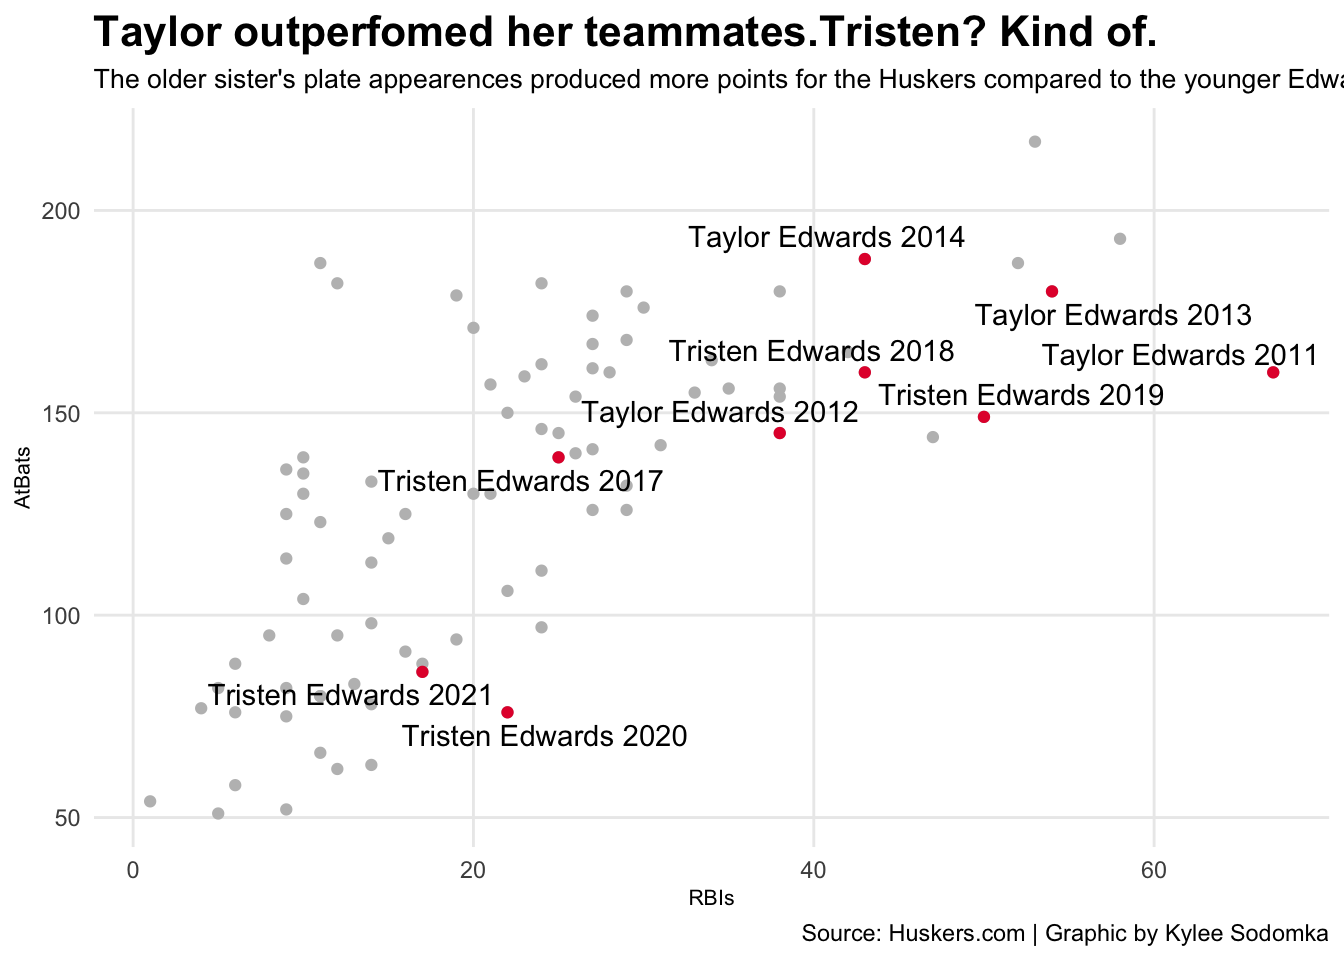 Taylor outperfomed her teammates.Tristen? Kind of.
The older sister's plate appearences produced more points for the Huskers compared to the younger Edwa
200
150
100
50
AtBats
Taylor Edwards 2014
Taylor Edwards 2013
Tristen Edwards 2018
Taylor Edwards 2011
Tristen Edwards 2019
Taylor Edwards 2012
Tristen Edwards 2017
Tristen Edwards 2021
Tristen Edwards 2020
0
20
40
60
RBIs
Source: Huskers.com | Graphic by Kylee Sodomka